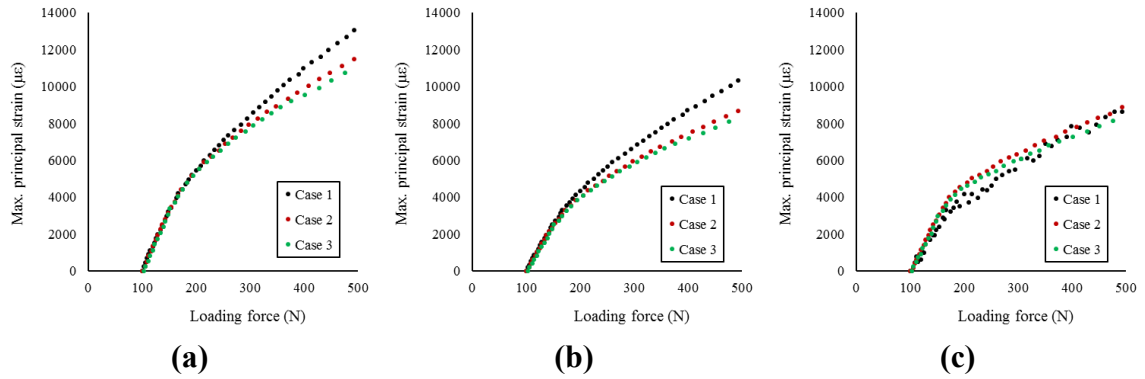 14000
12000
10000
8000
6000
4000
2000
0
Max. principal strain (µε)
0 100 200 300 400 500
Loading force (N)
Case 1
Case 2
Case 3
(a)
14000
12000
10000
8000
6000
4000
2000
0
Max. principal strain (µε)
0 100 200 300 400 500
Loading force (N)
Case 1
Case 2
Case 3
(b)
14000
12000
10000
8000
6000
4000
2000
0
Max. principal strain (µε)
0 100 200 300 400 500
Loading force (N)
Case 1
Case 2
Case 3
(c)